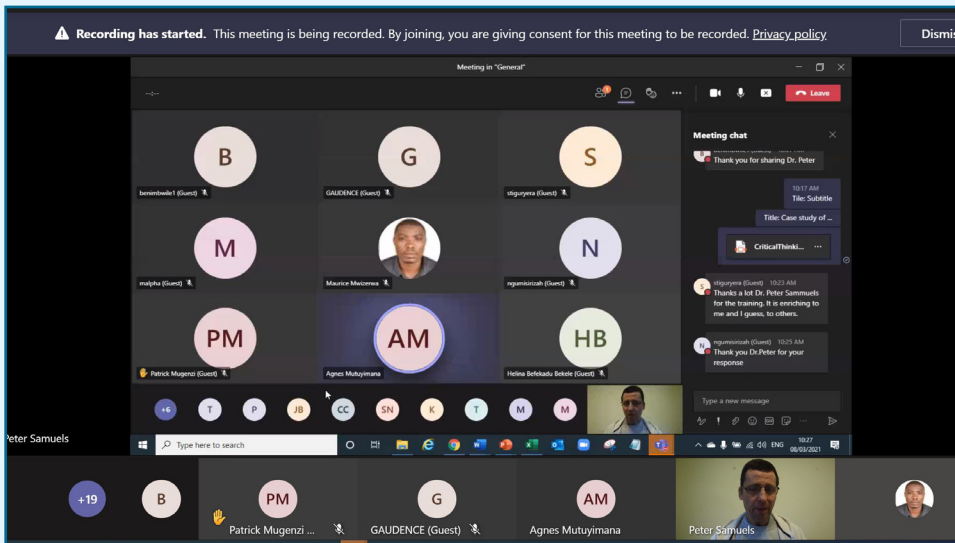 Recording has started. This meeting is being recorded. By joining, you are giving consent for this meeting to be recorded. Privacy policy
Dismis
Meeting in "General"
--:--
Leave
B
benimbwile1 (Guest)
G
GAUDENCE (Guest)
S
stiguryera (Guest)
M
malpha (Guest)
Maurice Mwizerwa
N
ngumisirizah (Guest)
PM
Patrick Mugenzi (Guest)
AM
Agnes Mutuyimana
HB
Helina Befekadu Bekele (Guest)
+6
T
P
JB
CC
SN
K
T
M
M
Meeting chat
Thank you for sharing Dr. Peter
10:17 AM
Tile: Subtitle
Title: Case study of ...
CriticalThinki... ...
S
stiguryera (Guest) 10:23 AM
Thanks a lot Dr. Peter Sammuels
for the training. It is enriching to
me and I guess, to others.
N
ngumisirizah (Guest) 10:25 AM
Thank you Dr.Peter for your
response
Type a new message
Peter Samuels
Type here to search
ENG
10:27
08/03/2021
+19
B
PM
Patrick Mugenzi ...
G
GAUDENCE (Guest)
AM
Agnes Mutuyimana
Peter Samuels